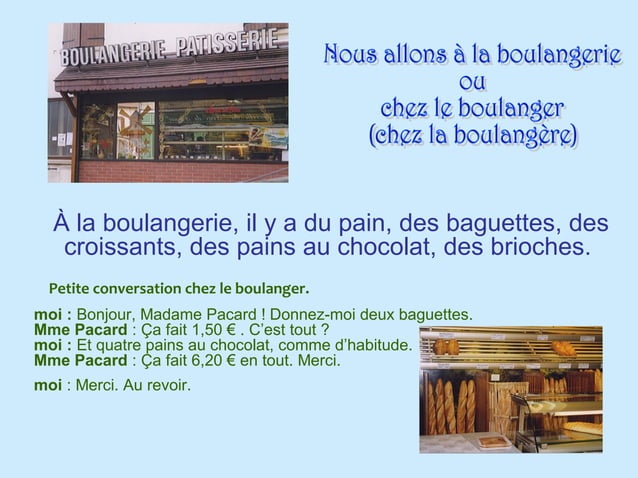 BOULANGERIE PATISSERIE
Nous allons à la boulangerie
ou
chez le boulanger
(chez la boulangère)
À la boulangerie, il y a du pain, des baguettes, des
croissants, des pains au chocolat, des brioches.
Petite conversation chez le boulanger.
moi : Bonjour, Madame Pacard ! Donnez-moi deux baguettes.
Mme Pacard : Ça fait 1,50 € . C’est tout ?
moi : Et quatre pains au chocolat, comme d’habitude.
Mme Pacard : Ça fait 6,20 € en tout. Merci.
moi : Merci. Au revoir.